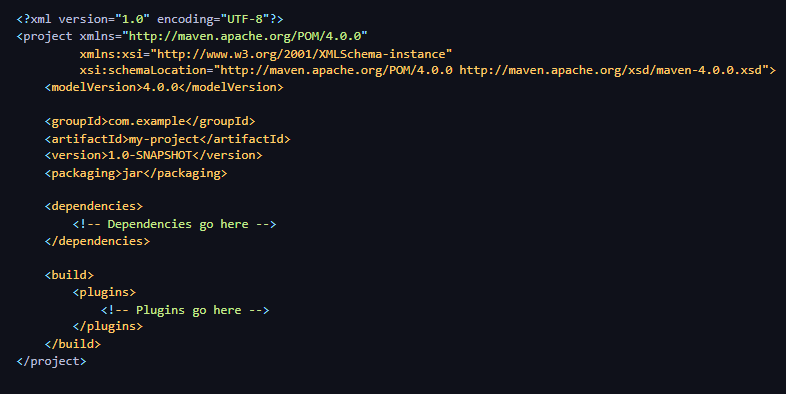 <?xml version="1.0" encoding="UTF-8"?>
<project xmlns="http://maven.apache.org/POM/4.0.0"
         xmlns:xsi="http://www.w3.org/2001/XMLSchema-instance"
         xsi:schemaLocation="http://maven.apache.org/POM/4.0.0 http://maven.apache.org/xsd/maven-4.0.0.xsd">
    <modelVersion>4.0.0</modelVersion>

    <groupId>com.example</groupId>
    <artifactId>my-project</artifactId>
    <version>1.0-SNAPSHOT</version>
    <packaging>jar</packaging>

    <dependencies>
        <!-- Dependencies go here -->
    </dependencies>

    <build>
        <plugins>
            <!-- Plugins go here -->
        </plugins>
    </build>
</project>